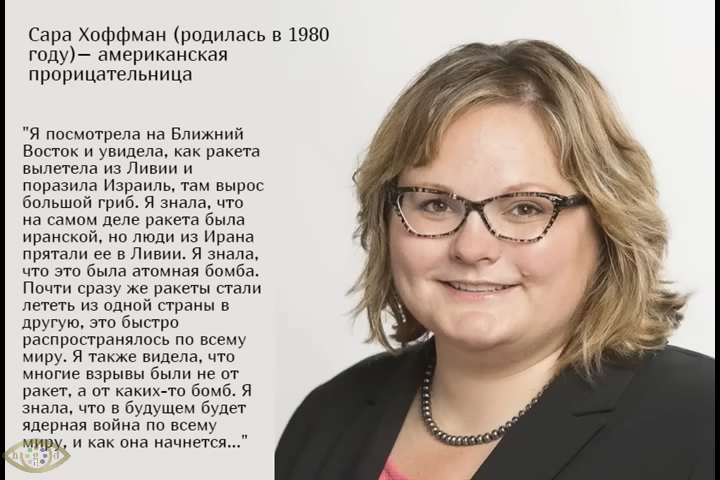 Сара Хоффман (родилась в 1980
году)— американская
прорицательница
"Я посмотрела на Ближний
Восток и увидела, как ракета
вылетела из Ливии и
поразила Израиль, там вырос
большой гриб. Я знала, что
на самом деле ракета была
иранской, но люди из Ирана
прятали ее в Ливии. Я знала,
что это была атомная бомба.
Почти сразу же ракеты стали
лететь из одной страны в
другую, это быстро
распространялось по всему
миру. Я также видела, что
многие взрывы были не от
ракет, а от каких-то бомб. Я
знала, что в будущем будет
ядерная война по всему
миру, и как она начнется..."